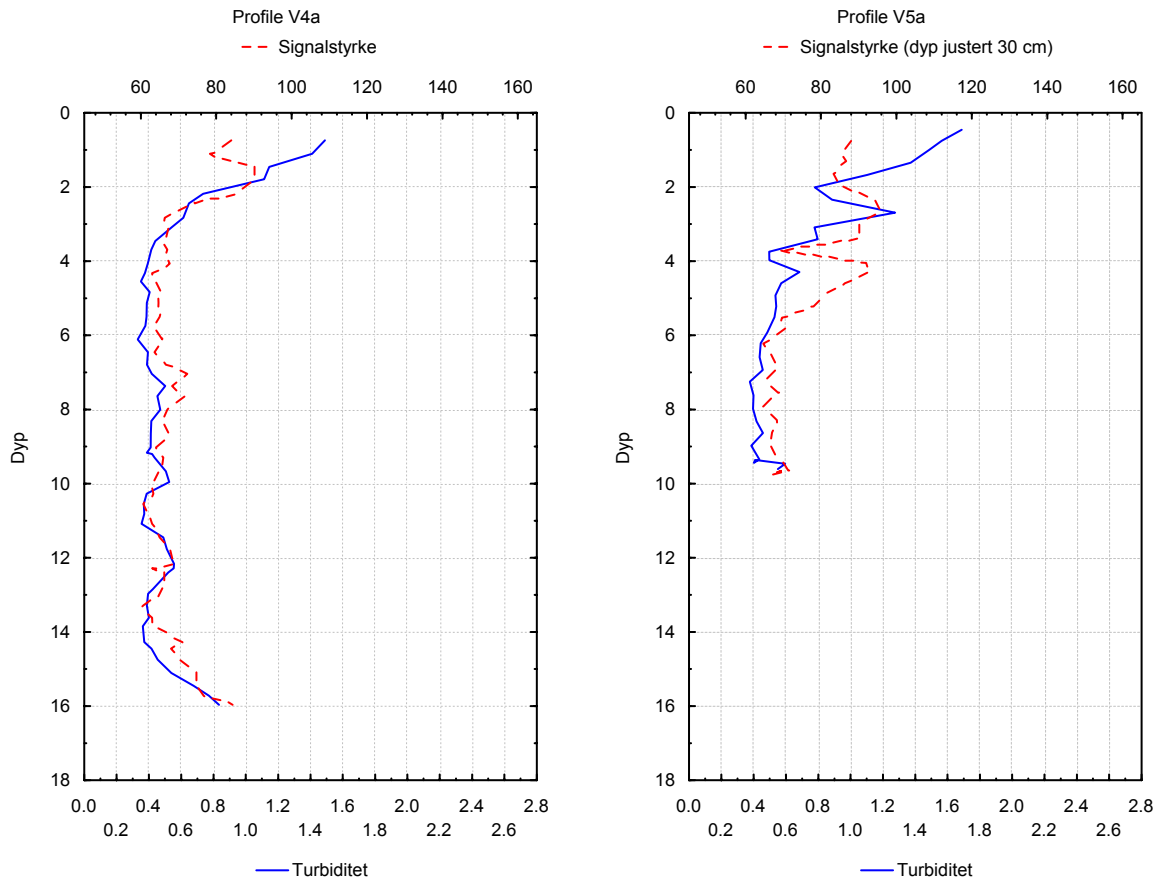 Profile V4a
Signalstyrke
60 80 100 120 140 160
0
2
4
6
8
10
12
14
16
18
Dyp
0.0 0.4 0.8 1.2 1.6 2.0 2.4 2.8
0.2 0.6 1.0 1.4 1.8 2.2 2.6
Turbiditet
Profile V5a
Signalstyrke (dyp justert 30 cm)
60 80 100 120 140 160
0
2
4
6
8
10
12
14
16
18
Dyp
0.0 0.4 0.8 1.2 1.6 2.0 2.4 2.8
0.2 0.6 1.0 1.4 1.8 2.2 2.6
Turbiditet